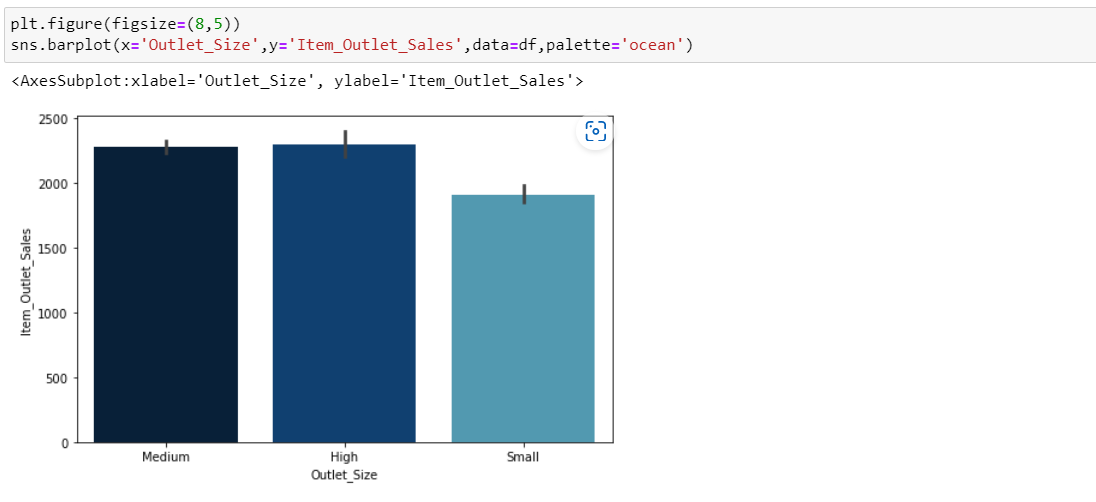 plt.figure(figsize=(8,5))
sns.barplot(x='Outlet_Size',y='Item_Outlet_Sales',data=df,palette='ocean')
<AxesSubplot:xlabel='Outlet_Size', ylabel='Item_Outlet_Sales'>
2500
2000
1500
1000
500
0
Item_Outlet_Sales
Medium High Small
Outlet_Size